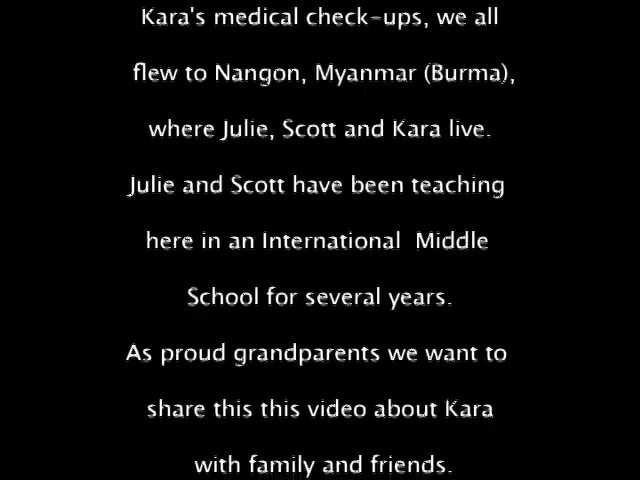 Kara's medical check-ups, we all
flew to Nangon, Myanmar (Burma),
where Julie, Scott and Kara live.
Julie and Scott have been teaching
here in an International  Middle
School for several years.
As proud grandparents we want to
share this this video about Kara
with family and friends.